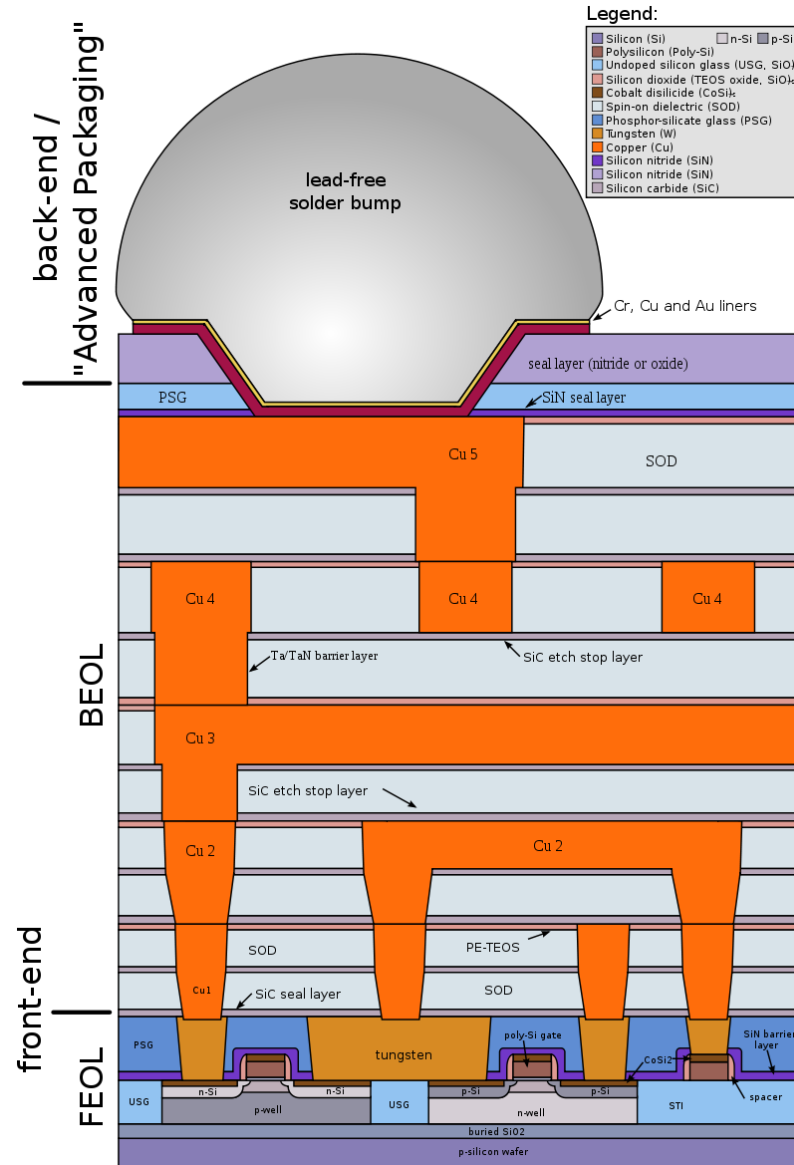 Legend:
Silicon (Si)
n-Si
p-Si
Polysilicon (Poly-Si)
Undoped silicon glass (USG, SiO)
Silicon dioxide (TEOS oxide, SiO)
Cobalt disilicide (CoSi)
Spin-on dielectric (SOD)
Phosphor-silicate glass (PSG)
Tungsten (W)
Copper (Cu)
Silicon nitride (SiN)
Silicon nitride (SiN)
Silicon carbide (SiC)
back-end /
"Advanced Packaging"
lead-free
solder bump
Cr, Cu and Au liners
seal layer (nitride or oxide)
PSG
SiN seal layer
Cu 5
SOD
BEOL
Cu 4
Cu 4
Cu 4
Ta/TaN barrier layer
SiC etch stop layer
Cu 3
SiC etch stop layer
Cu 2
Cu 2
front-end
SOD
PE-TEOS
Cu1
SiC seal layer
SOD
FEOL
PSG
tungsten
poly-Si gate
CoSi2
SiN barrier
layer
n-Si
n-Si
p-Si
p-Si
spacer
USG
p-well
USG
n-well
STI
buried SiO2
p-silicon wafer